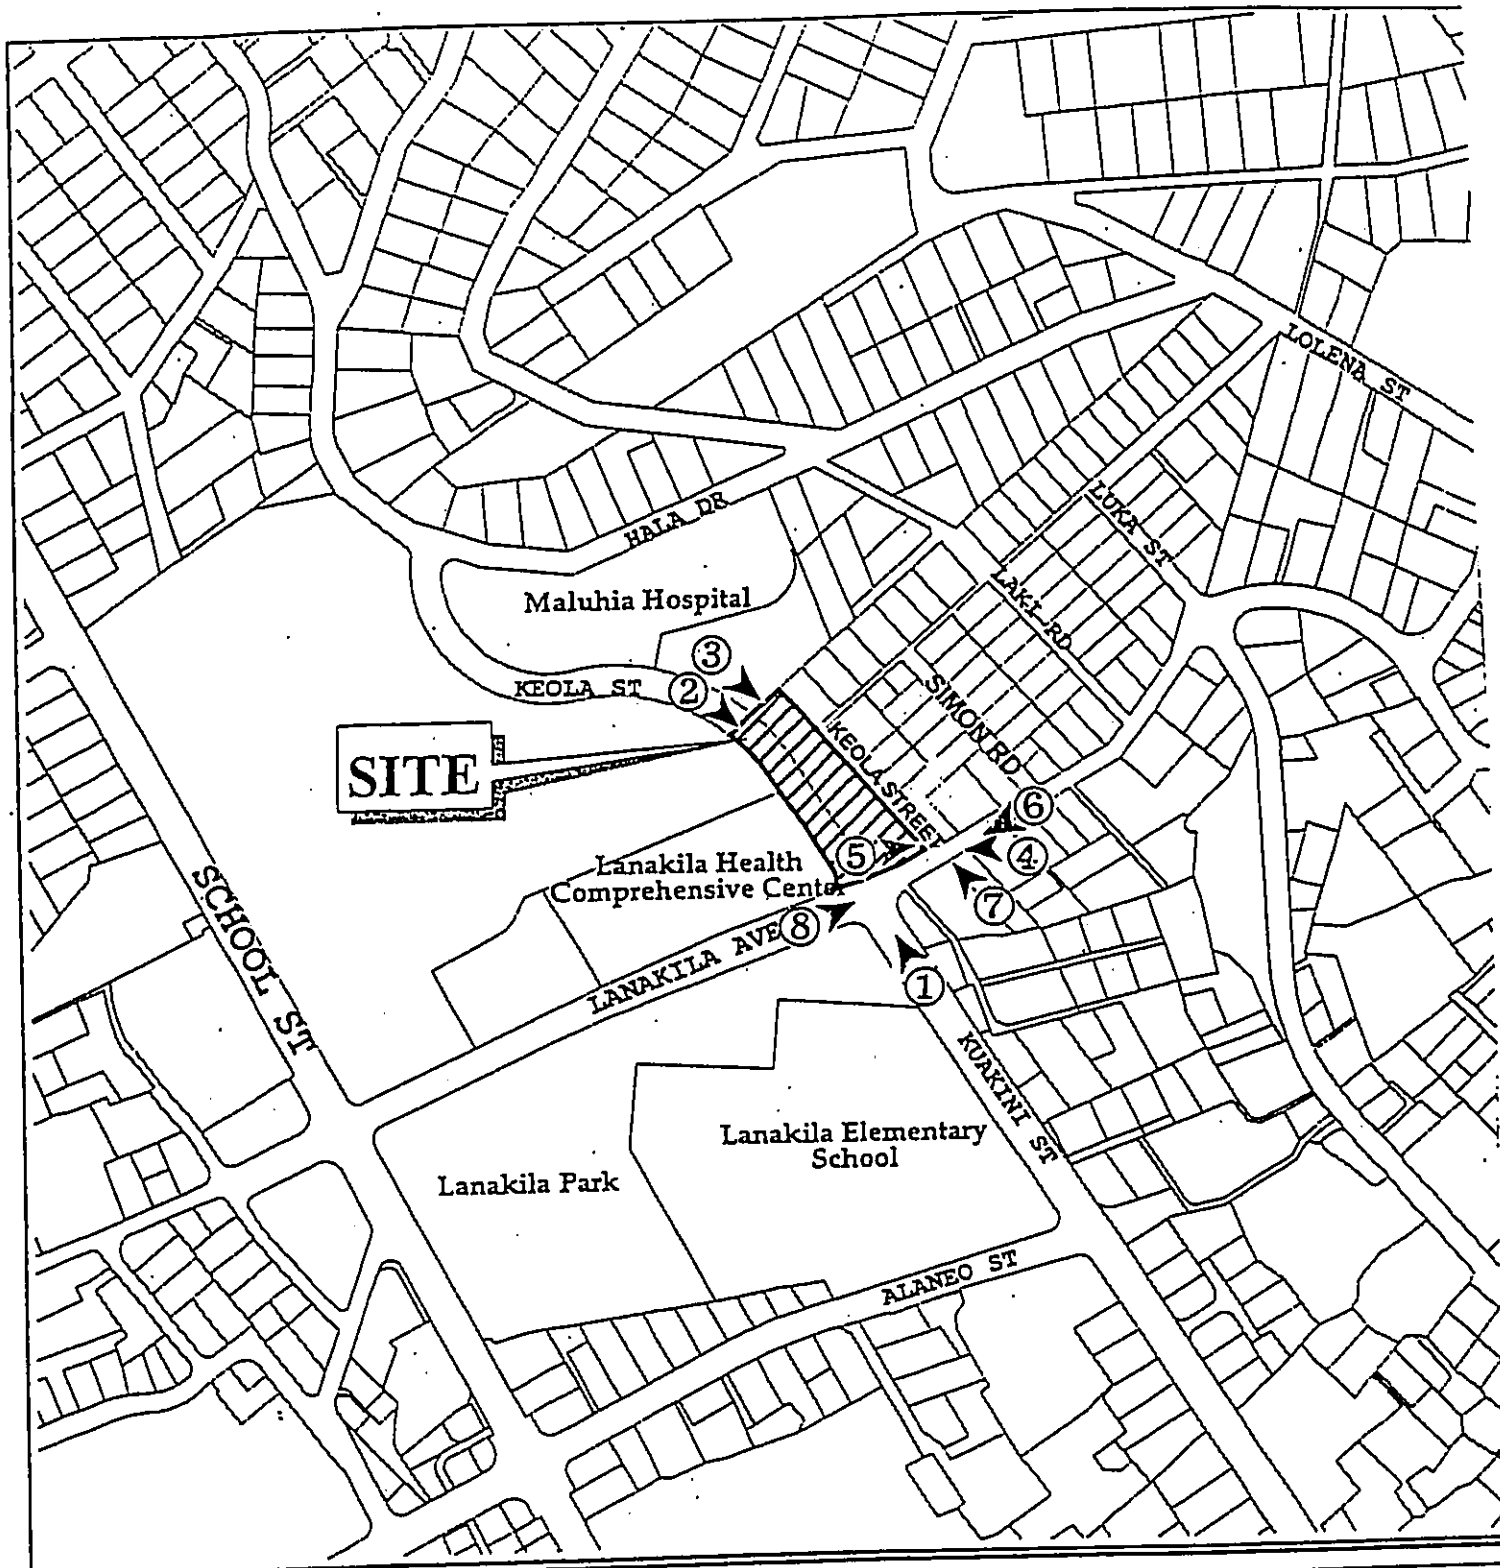 LOLENA ST
LUKA ST
HALA DR
LAKI RD
Maluhia Hospital
3
KEOLA ST
2
SIMON RD
KEOLA STREET
SITE
6
5
4
Lanakila Health
Comprehensive Center
7
SCHOOL ST
8
LANAKILA AVE
1
KUAKINI ST
Lanakila Elementary
School
Lanakila Park
ALANEO ST